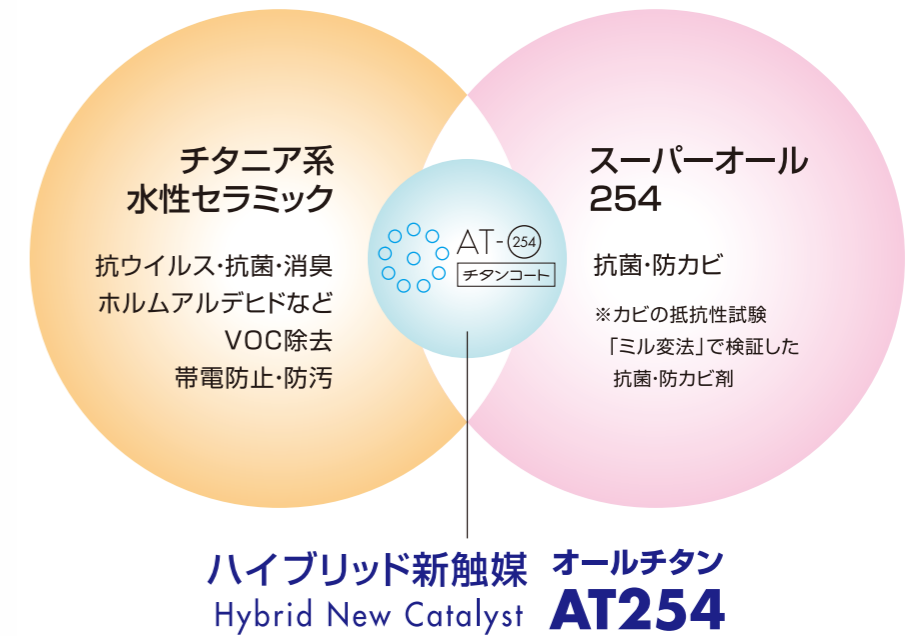 チタニア系
水性セラミック
抗ウイルス・抗菌・消臭
ホルムアルデヒドなど
VOC除去
帯電防止・防汚
AT-254
チタンコート
スーパーオール
254
抗菌・防カビ
※カビの抵抗性試験
「ミル変法」で検証した
抗菌・防カビ剤
ハイブリッド新触媒
Hybrid New Catalyst
オールチタン
AT254